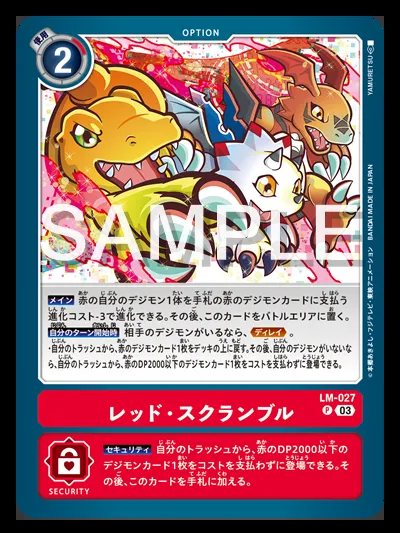 OPTION
使用
2
YAMURETSU
BANDAI MADE IN JAPAN
©本郷あきよし・フジテレビ・東映アニメーション
SAMPLE
メイン 赤の自分のデジモン1体を手札の赤のデジモンカードに支払う
進化コスト-3で進化できる。その後、このカードをバトルエリアに置く。
自分のターン開始時 相手のデジモンがいるなら、ディレイ。
・自分のトラッシュから、赤のカード1枚をデッキの上に戻す。その後、自分のデジモンがいないな
ら、自分のトラッシュから、赤のDP2000以下のデジモンカード1枚をコストを支払わずに登場できる。
LM-027
P 03
レッド・スクランブル
セキュリティ 自分のトラッシュから、赤のDP2000以下の
デジモンカード1枚をコストを支払わずに登場できる。そ
の後、このカードを手札に加える。
SECURITY